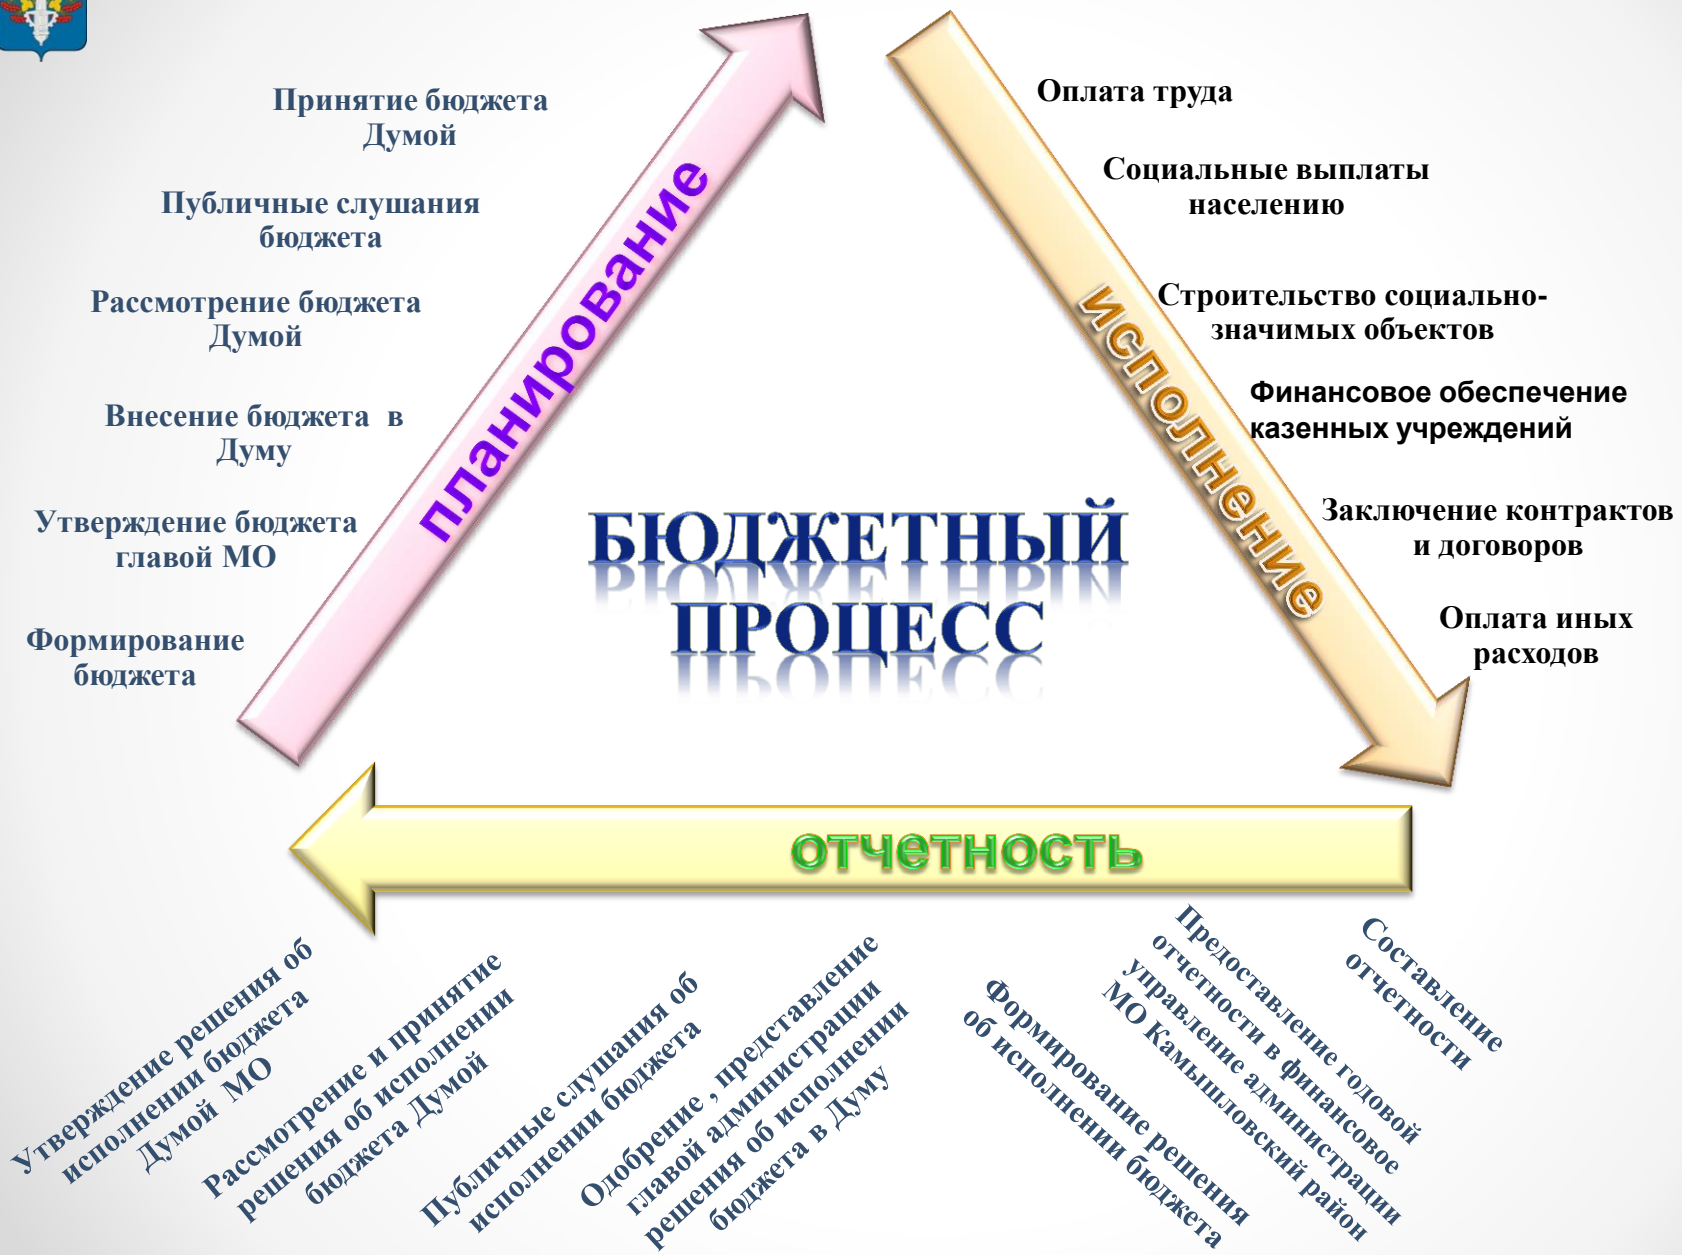 Принятие бюджета
Думой
Публичные слушания
бюджета
Рассмотрение бюджета
Думой
Внесение бюджета в
Думу
Утверждение бюджета
главой МО
Формирование
бюджета
планирование
Оплата труда
Социальные выплаты
населению
Строительство социально-
значимых объектов
Финансовое обеспечение
казенных учреждений
Заключение контрактов
и договоров
Оплата иных
расходов
исполнение
БЮДЖЕТНЫЙ
ПРОЦЕСС
отчетность
Утверждение решения об
исполнении бюджета
Думой МО
Рассмотрение и принятие
решения об исполнении
бюджета Думой
Публичные слушания об
исполнении бюджета
Одобрение , представление
главой администрации
решения об исполнении
бюджета в Думу
Формирование решения
об исполнении бюджета
Предоставление годовой
отчетности в финансовое
управление администрации
МО Камышловский район
Составление
отчетности